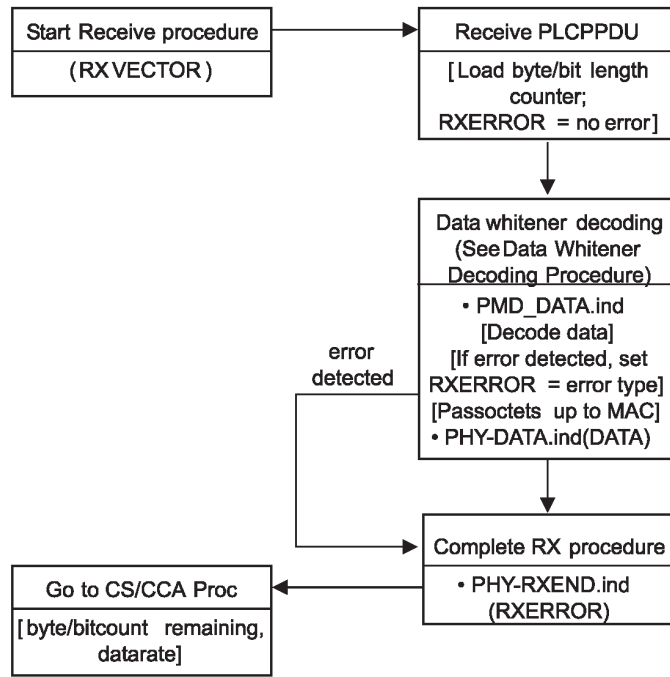 Start Receive procedure
(RXVECTOR)
Receive PLCPPDU
[Load byte/bit length
counter;
RXERROR = no error]
Data whitener decoding
(See Data Whitener
Decoding Procedure)
• PMD_DATA.ind
[Decode data]
[If error detected, set
RXERROR = error type]
[Passoctets up to MAC]
• PHY-DATA.ind(DATA)
error
detected
Complete RX procedure
• PHY-RXEND.ind
(RXERROR)
Go to CS/CCA Proc
[byte/bitcount remaining,
datarate]